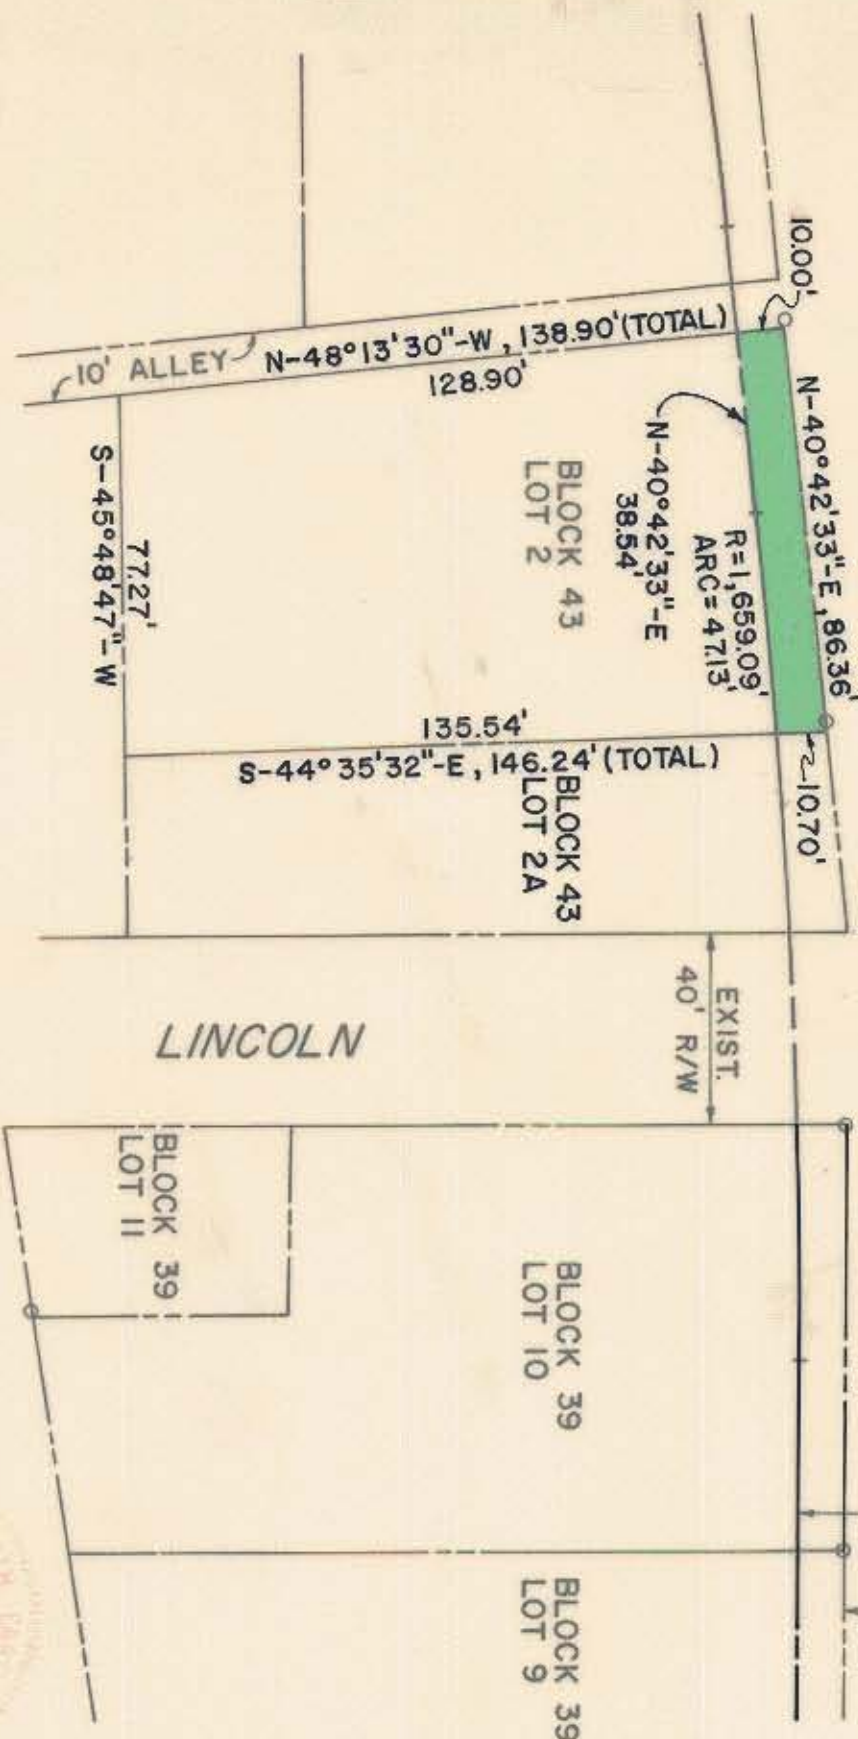 10.00'
N-40°42'33"-E, 86.36'
N-48°13'30"-W, 138.90'(TOTAL)
10' ALLEY
128.90'
R=1,659.09'
ARC=47.13'
N-40°42'33"-E
38.54'
BLOCK 43
LOT 2
77.27'
S-45°48'47"-W
135.54'
S-44°35'32"-E, 146.24'(TOTAL)
10.70'
BLOCK 43
LOT 2A
EXIST.
40' R/W
LINCOLN
BLOCK 39
LOT 11
BLOCK 39
LOT 10
BLOCK 39
LOT 9